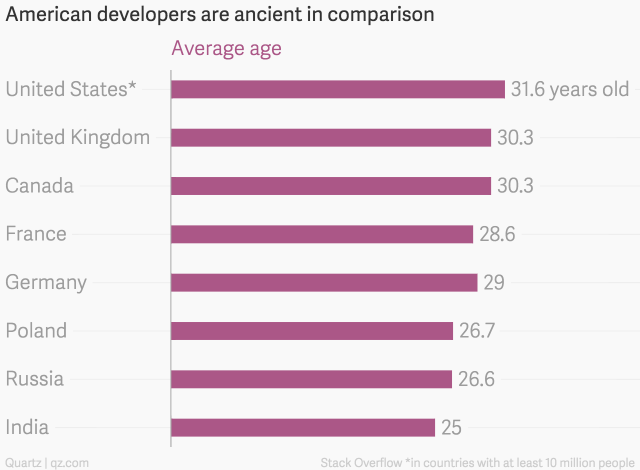 American developers are ancient in comparison
Average age
United States* 31.6 years old
United Kingdom 30.3
Canada 30.3
France 28.6
Germany 29
Poland 26.7
Russia 26.6
India 25
Quartz | qz.com Stack Overflow *in countries with at least 10 million people